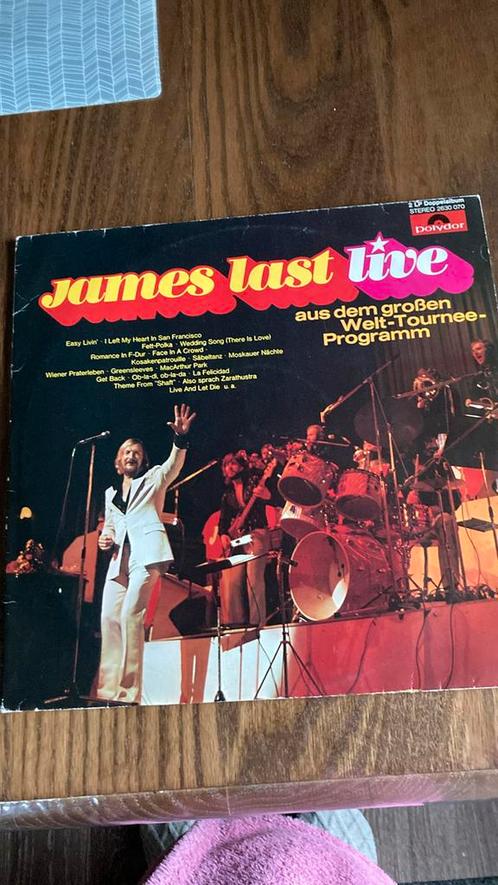 2 LP Doppelalbum
STEREO 2630 070
polydor
james last live
aus dem großen
Welt-Tournee-
Programm
Easy Livin' · I Left My Heart In San Francisco
Fett-Polka · Wedding Song (There Is Love)
Romance in F-Dur · Face In A Crowd
Kosakenpatrouille · Säbeltanz · Moskauer Nächte
Wiener Praterleben · Greensleeves · MacArthur Park
Get Back · Ob-la-di, ob-la-da · La Felicidad
Theme From "Shaft" · Also sprach Zarathustra
Live And Let Die u. a.